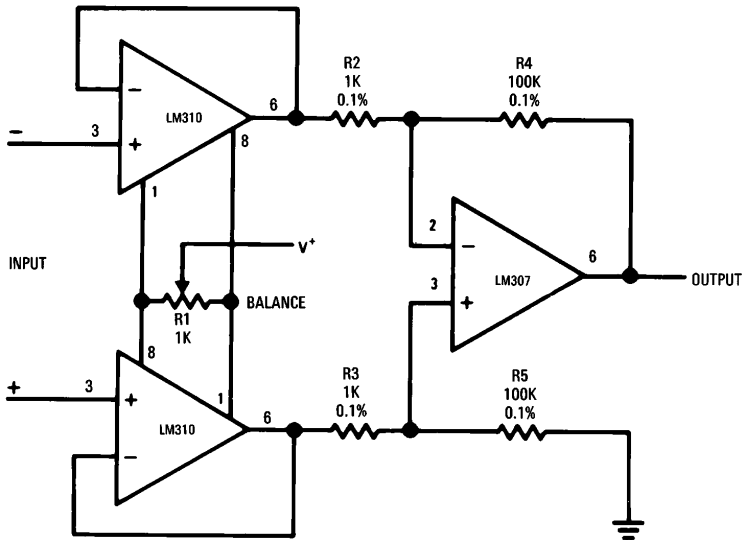 −
LM310
+
− 3
6
8
1
R2
1K
0.1%
R4
100K
0.1%
2
−
LM307
3
+
6
OUTPUT
INPUT
V+
BALANCE
R1
1K
8
1
+ 3
+
LM310
−
6
R3
1K
0.1%
R5
100K
0.1%